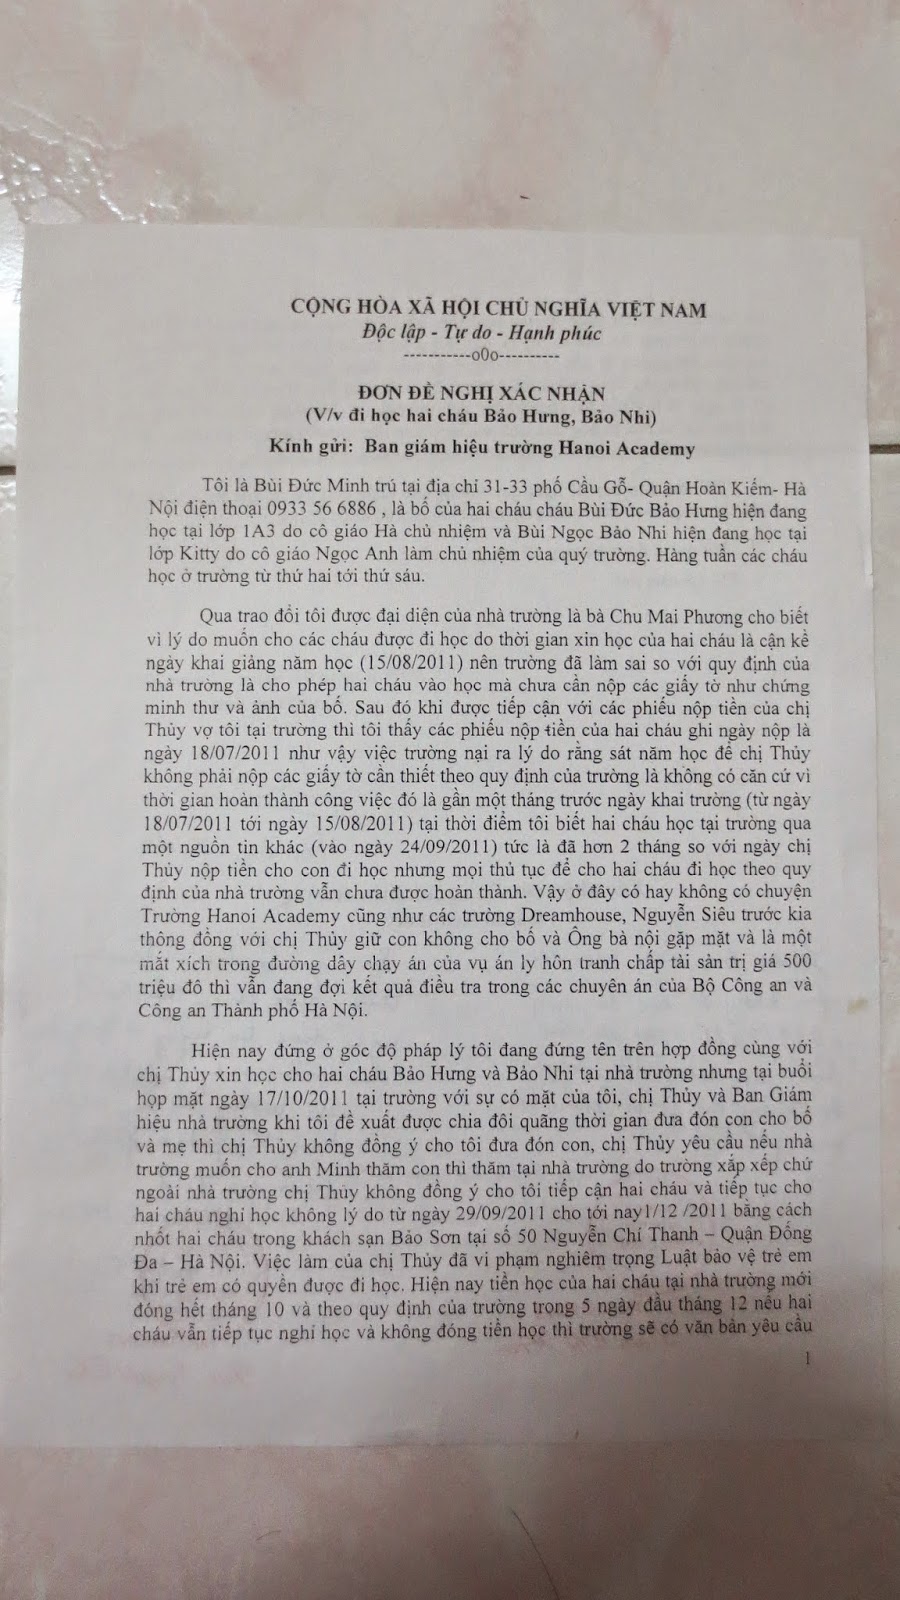 CỘNG HÒA XÃ HỘI CHỦ NGHĨA VIỆT NAM
Độc lập - Tự do - Hạnh phúc
-----------o0o----------
ĐƠN ĐỀ NGHỊ XÁC NHẬN
(V/v đi học hai cháu Bảo Hưng, Bảo Nhi)
Kính gửi: Ban giám hiệu trường Hanoi Academy
Tôi là Bùi Đức Minh trú tại địa chỉ 31-33 phố Cầu Gỗ- Quận Hoàn Kiếm- Hà
Nội điện thoại 0933 56 6886 , là bố của hai cháu cháu Bùi Đức Bảo Hưng hiện đang
học tại lớp 1A3 do cô giáo Hà chủ nhiệm và Bùi Ngọc Bảo Nhi hiện đang học tại
lớp Kitty do cô giáo Ngọc Anh làm chủ nhiệm của quý trường. Hàng tuần các cháu
học ở trường từ thứ hai tới thứ sáu.
Qua trao đổi tôi được đại diện của nhà trường là bà Chu Mai Phương cho biết
vì lý do muốn cho các cháu được đi học do thời gian xin học của hai cháu là cận kề
ngày khai giảng năm học (15/08/2011) nên trường đã làm sai so với quy định của
nhà trường là cho phép hai cháu vào học mà chưa cần nộp các giấy tờ như chứng
minh thư và ảnh của bố. Sau đó khi được tiếp cận với các phiếu nộp tiền của chị
Thủy vợ tôi tại trường thì tôi thấy các phiếu nộp tiền của hai cháu ghi ngày nộp là
ngày 18/07/2011 như vậy việc trường nại ra lý do rằng sát năm học để chị Thủy
không phải nộp các giấy tờ cần thiết theo quy định của trường là không có căn cứ vì
thời gian hoàn thành công việc đó là gần một tháng trước ngày khai trường (từ ngày
18/07/2011 tới ngày 15/08/2011) tại thời điểm tôi biết hai cháu học tại trường qua
một nguồn tin khác (vào ngày 24/09/2011) tức là đã hơn 2 tháng so với ngày chị
Thủy nộp tiền cho con đi học nhưng mọi thủ tục để cho hai cháu đi học theo quy
định của nhà trường vẫn chưa được hoàn thành. Vậy ở đây có hay không có chuyện
Trường Hanoi Academy cũng như các trường Dreamhouse, Nguyễn Siêu trước kia
thông đồng với chị Thủy giữ con không cho bố và Ông bà nội gặp mặt và là một
mắt xích trong đường dây chạy án của vụ án ly hôn tranh chấp tài sản trị giá 500
triệu đô thì vẫn đang đợi kết quả điều tra trong các chuyên án của Bộ Công an và
Công an Thành phố Hà Nội.
Hiện nay đứng ở góc độ pháp lý tôi đang đứng tên trên hợp đồng cùng với
chị Thủy xin học cho hai cháu Bảo Hưng và Bảo Nhi tại nhà trường nhưng tại buổi
họp mặt ngày 17/10/2011 tại trường với sự có mặt của tôi, chị Thủy và Ban Giám
hiệu nhà trường khi tôi đề xuất được chia đôi quãng thời gian đưa đón con cho bố
và mẹ thì chị Thủy không đồng ý cho tôi đưa đón con, chị Thủy yêu cầu nếu nhà
trường muốn cho anh Minh thăm con thì thăm tại nhà trường do trường xắp xếp chứ
ngoài nhà trường chị Thủy không đồng ý cho tôi tiếp cận hai cháu và tiếp tục cho
hai cháu nghỉ học không lý do từ ngày 29/09/2011 cho tới nay1/12 /2011 bằng cách
nhốt hai cháu trong khách sạn Bảo Sơn tại số 50 Nguyễn Chí Thanh – Quận Đống
Đa – Hà Nội. Việc làm của chị Thủy đã vi phạm nghiêm trọng Luật bảo vệ trẻ em
khi trẻ em có quyền được đi học. Hiện nay tiền học của hai cháu tại nhà trường mới
đóng hết tháng 10 và theo quy định của trường trong 5 ngày đầu tháng 12 nếu hai
cháu vẫn tiếp tục nghỉ học và không đóng tiền học thì trường sẽ có văn bản yêu cầu
1